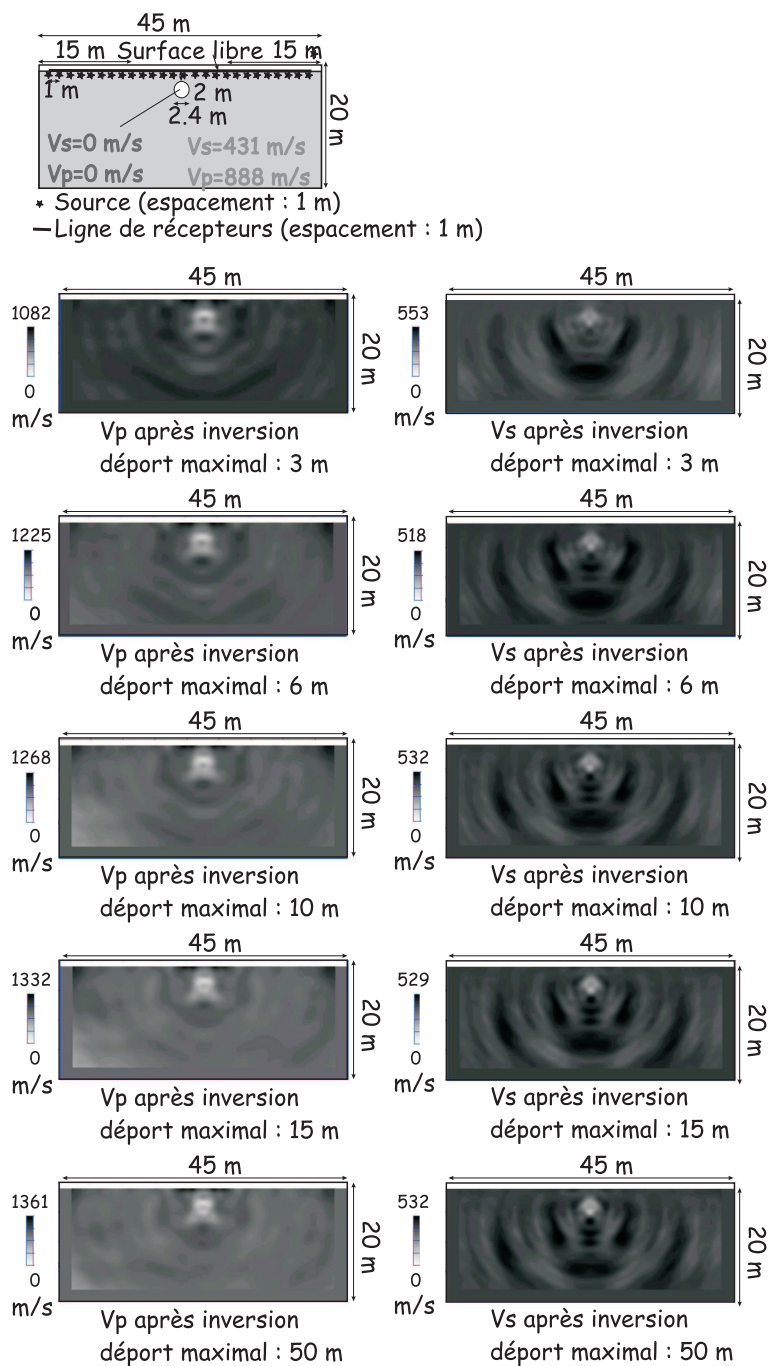 45 m
15 m Surface libre 15 m
1 m 2 m
2.4 m
20 m
Vs=0 m/s Vs=431 m/s
Vp=0 m/s Vp=888 m/s
Source (espacement : 1 m)
Ligne de récepteurs (espacement : 1 m)
45 m 45 m
1082 553
20 m 20 m
0 0
m/s m/s
Vp après inversion Vs après inversion
déport maximal : 3 m déport maximal : 3 m
45 m 45 m
1225 518
20 m 20 m
0 0
m/s m/s
Vp après inversion Vs après inversion
déport maximal : 6 m déport maximal : 6 m
45 m 45 m
1268 532
20 m 20 m
0 0
m/s m/s
Vp après inversion Vs après inversion
déport maximal : 10 m déport maximal : 10 m
45 m 45 m
1332 529
20 m 20 m
0 0
m/s m/s
Vp après inversion Vs après inversion
déport maximal : 15 m déport maximal : 15 m
45 m 45 m
1361 532
20 m 20 m
0 0
m/s m/s
Vp après inversion Vs après inversion
déport maximal : 50 m déport maximal : 50 m